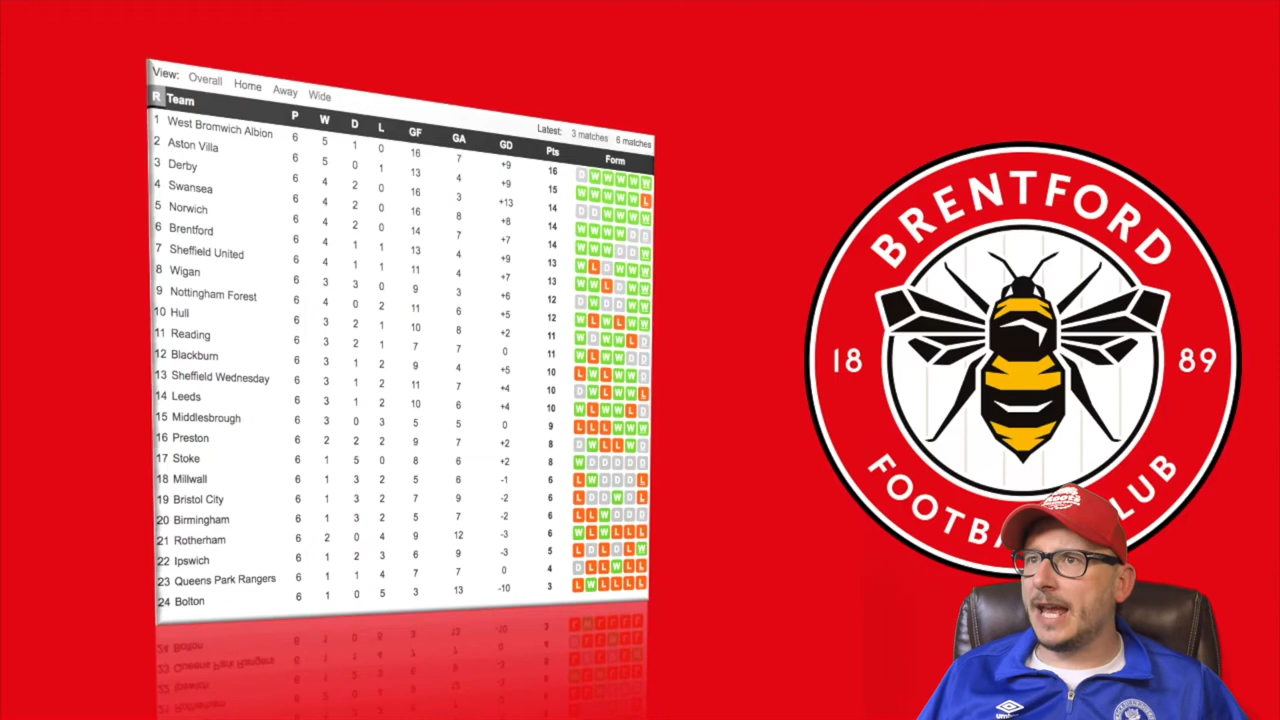 View: Overall Home Away Wide
Latest: 3 matches 6 matches
R Team P W D L GF GA GD Pts Form
1 West Bromwich Albion 6 5 1 0 16 7 +9 16 D W W W W W
2 Aston Villa 6 5 0 1 13 4 +9 15 W W W W W L
3 Derby 6 4 2 0 16 3 +13 14 D D W W W W
4 Swansea 6 4 2 0 16 8 +8 14 W W W W D D
5 Norwich 6 4 2 0 14 7 +7 14 W W W D D W
6 Brentford 6 4 1 1 13 4 +9 13 W L D W W W
7 Sheffield United 6 4 1 1 11 4 +7 13 W W L D W W
8 Wigan 6 3 3 0 9 3 +6 12 D W D D W W
9 Nottingham Forest 6 4 0 2 11 6 +5 12 W L W L W W
10 Hull 6 3 2 1 10 8 +2 11 W D W W L D
11 Reading 6 3 2 1 7 7 0 11 W L W W D D
12 Blackburn 6 3 1 2 9 4 +5 10 L W L W W D
13 Sheffield Wednesday 6 3 1 2 11 7 +4 10 D W L W W L
14 Leeds 6 3 1 2 10 6 +4 10 W L W W L D
15 Middlesbrough 6 3 0 3 5 5 0 9 L L L W W W
16 Preston 6 2 2 2 9 7 +2 8 D W L L W D
17 Stoke 6 1 5 0 8 6 +2 8 W D D D D D
18 Millwall 6 1 3 2 5 6 -1 6 L W D D D L
19 Bristol City 6 1 3 2 7 9 -2 6 L D D W D L
20 Birmingham 6 1 3 2 5 7 -2 6 L L W D D D
21 Rotherham 6 2 0 4 9 12 -3 6 W L W L L L
22 Ipswich 6 1 2 3 6 9 -3 5 L D L D L W
23 Queens Park Rangers 6 1 1 4 7 7 0 4 D L L W L L
24 Bolton 6 1 0 5 3 13 -10 3 L W L L L L
BRENTFORD
18 89
FOOTBA LUB
ROOTS
umbro